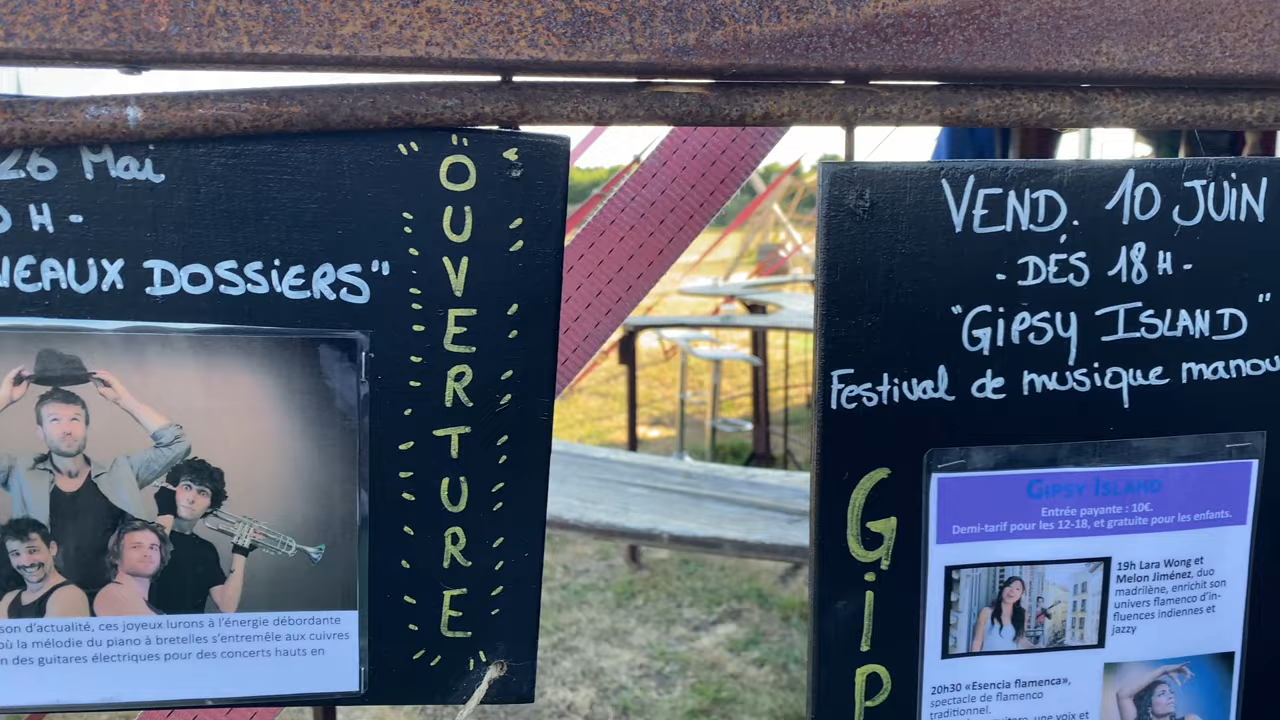 26 Mai
H -
DOSSiERS"
son d'actualité, ces joyeux lurons à l'énergie débordante
où la mélodie du piano à bretelles s'entremêle aux cuivres
des guitares électriques pour des concerts hauts en
"OUVERTURE"
VEND. 10 JUiN
- DÈS 18H -
"GiPSY ISLAND"
Festival de musique manou
GiP
GIPSY ISLAND
Entrée payante : 10€.
Demi-tarif pour les 12-18, et gratuite pour les enfants.
19h Lara Wong et
Melon Jiménez, duo
madrilène, enrichit son
univers flamenco d'in-
fluences indiennes et
jazzy
20h30 «Esencia flamenca»,
spectacle de flamenco
traditionnel.
une voix et